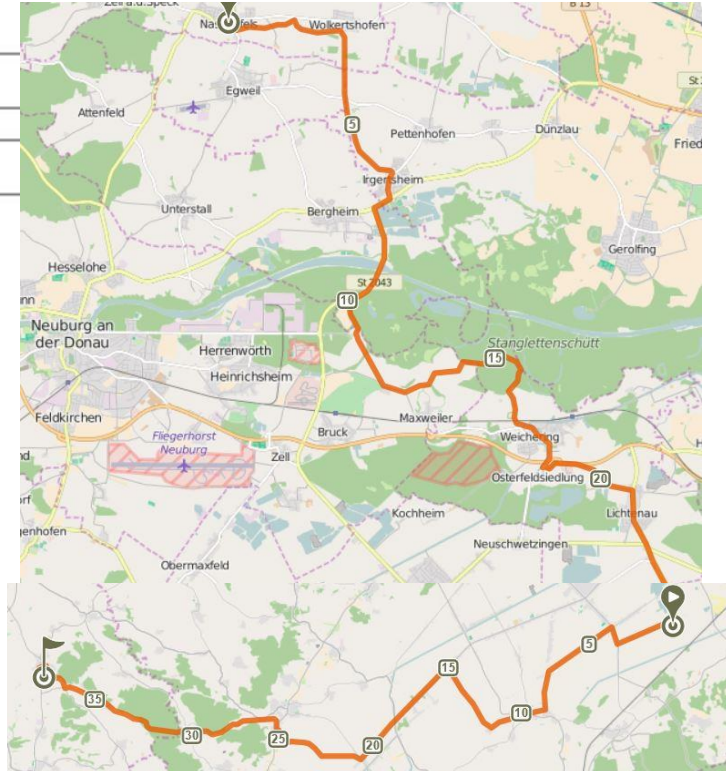 Zell a.d.Speck
B 13
Wolkertshofen
Egweil
St
Attenfeld
5
Pettenhofen
Dünzlau
Fried
Irgertsheim
Unterstall
Bergheim
Gerolfing
Hesselohe
St 2043
10
Neuburg an
der Donau
Stanglettenschütt
Herrenwörth
15
Heinrichsheim
Feldkirchen
Maxweiler
Bruck
Weichering
Fliegerhorst
Neuburg
Zell
Osterfeldsiedlung
20
Kochheim
Lichtenau
Neuschwetzingen
Obermaxfeld
5
15
35
10
30
25
20